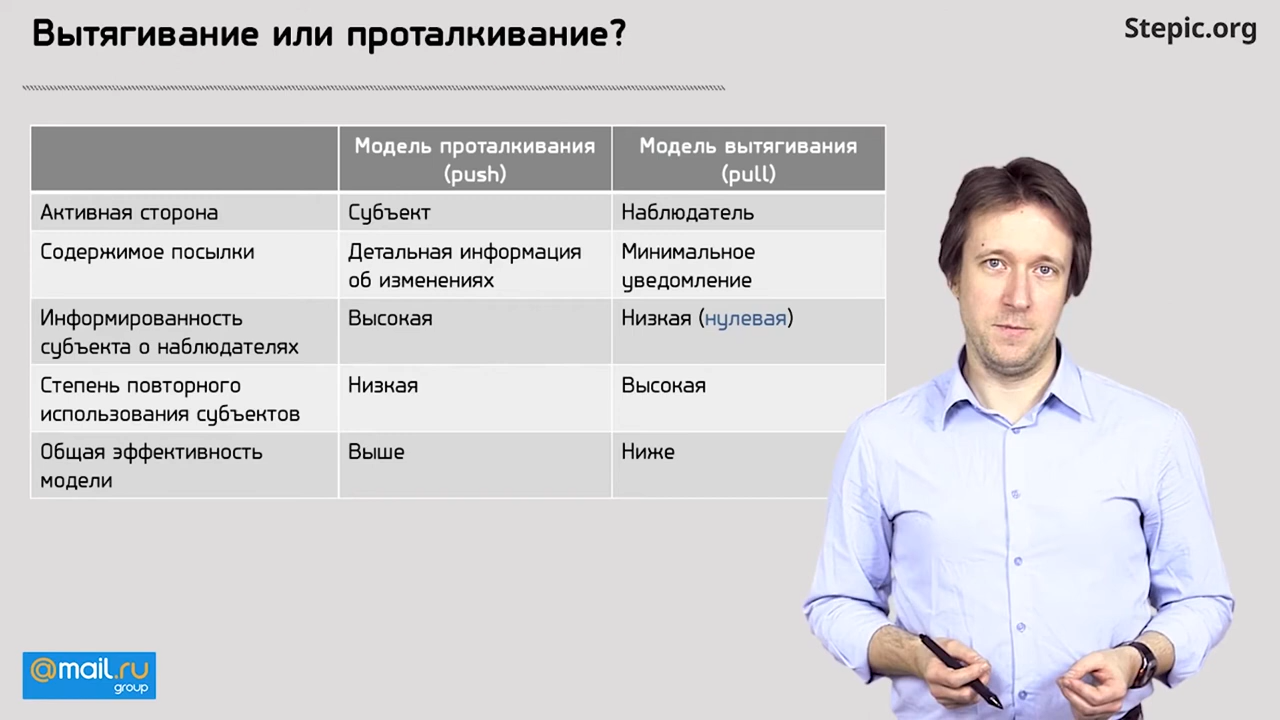 Вытягивание или проталкивание?
Stepic.org
Модель проталкивания
(push)
Модель вытягивания
(pull)
Активная сторона
Субъект
Наблюдатель
Содержимое посылки
Детальная информация
об изменениях
Минимальное
уведомление
Информированность
субъекта о наблюдателях
Высокая
Низкая (нулевая)
Степень повторного
использования субъектов
Низкая
Высокая
Общая эффективность
модели
Выше
Ниже
@mail.ru
group